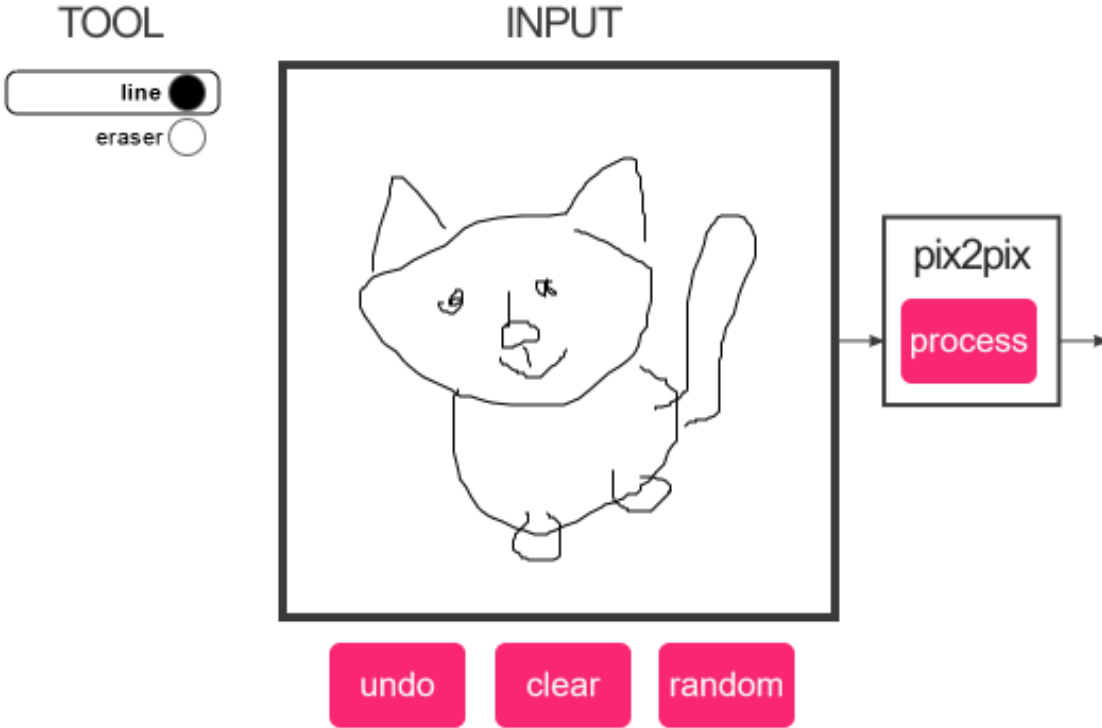 TOOL
INPUT
line
eraser
pix2pix
process
undo
clear
random